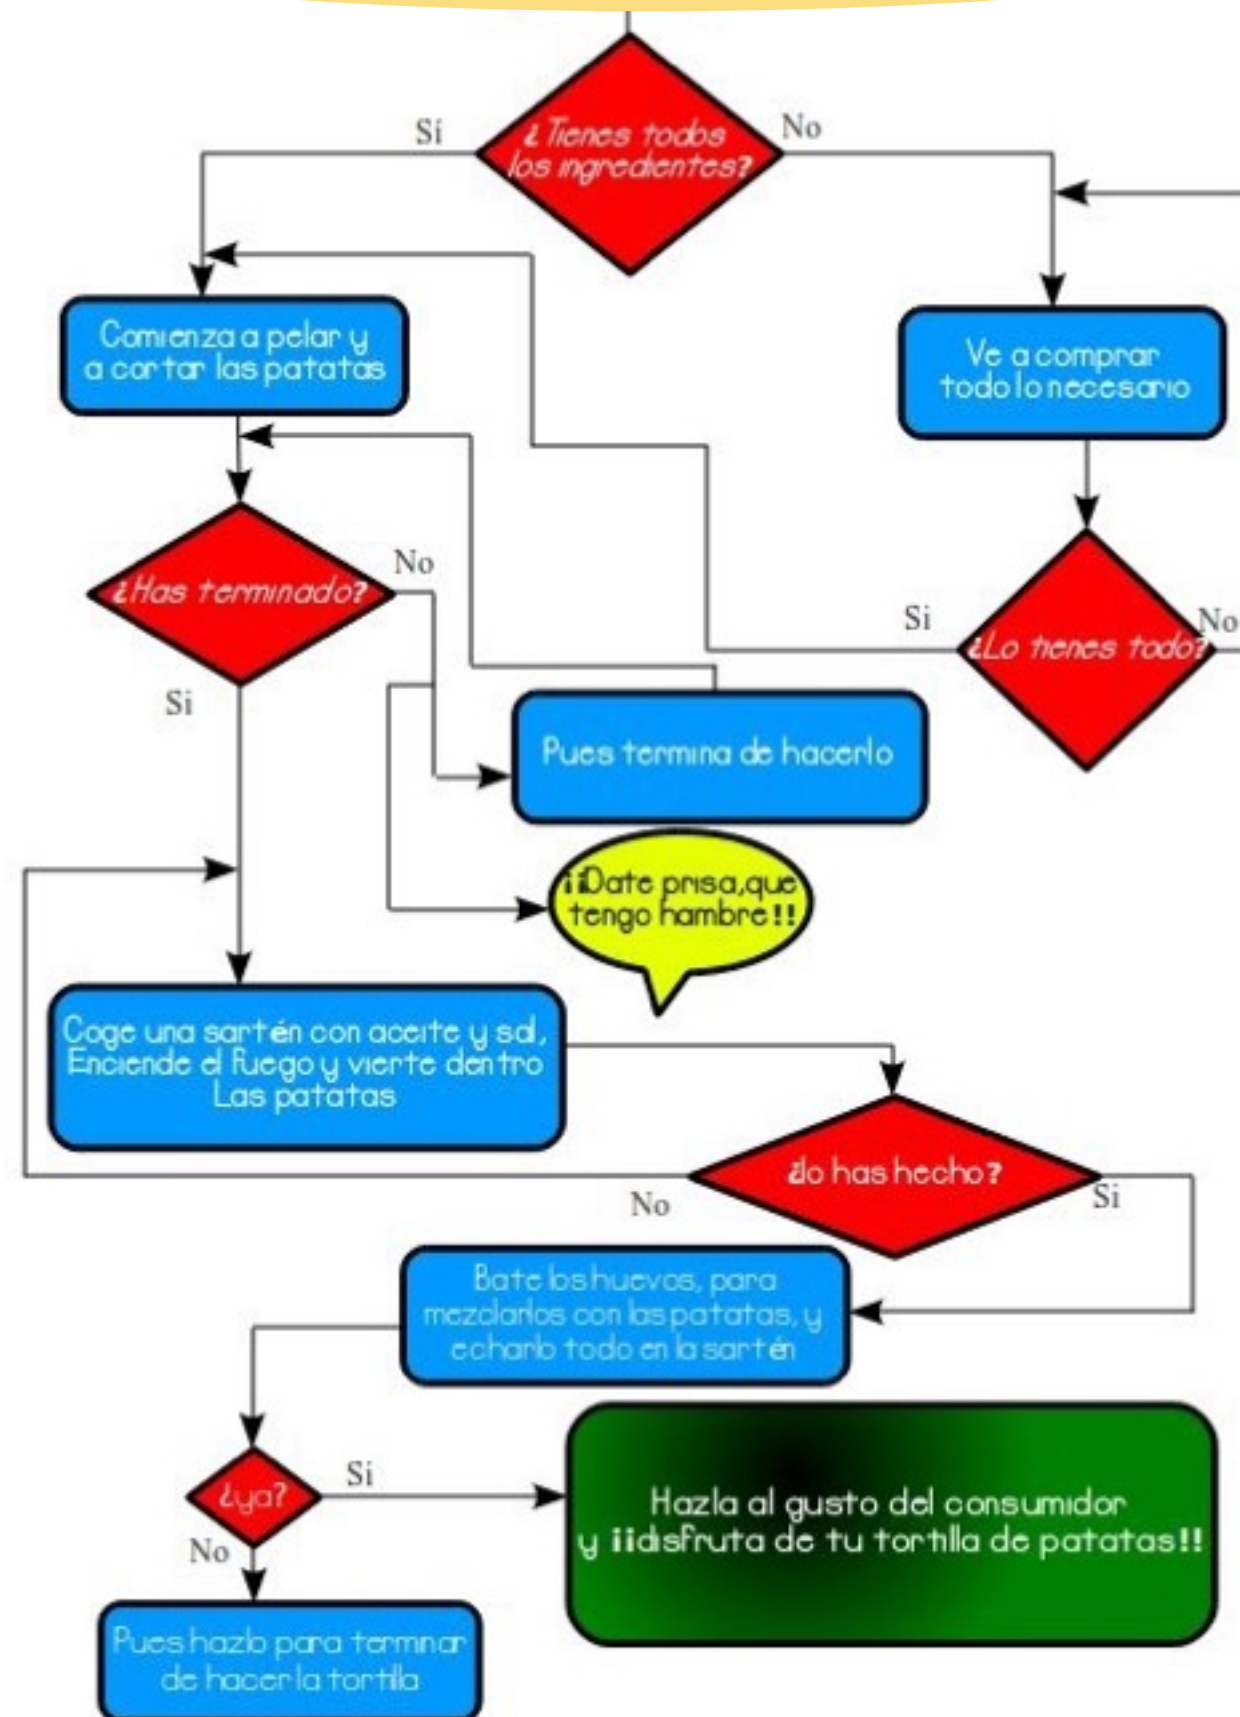 ¿Tienes todos
los ingredientes?
Sí
No
Comienza a pelar y
a cortar las patatas
Ve a comprar
todo lo necesario
¿Has terminado?
No
Si
¿Lo tienes todo?
Si
No
Pues termina de hacerlo
¡¡Date prisa,que
tengo hambre!!
Coge una sartén con aceite y sal,
Enciende el fuego y vierte dentro
Las patatas
¿lo has hecho?
No
Si
Bate los huevos, para
mezclarlos con las patatas, y
echarlo todo en la sartén
¿ya?
Si
No
Hazla al gusto del consumidor
y ¡¡disfruta de tu tortilla de patatas!!
Pues hazlo para terminar
de hacer la tortilla